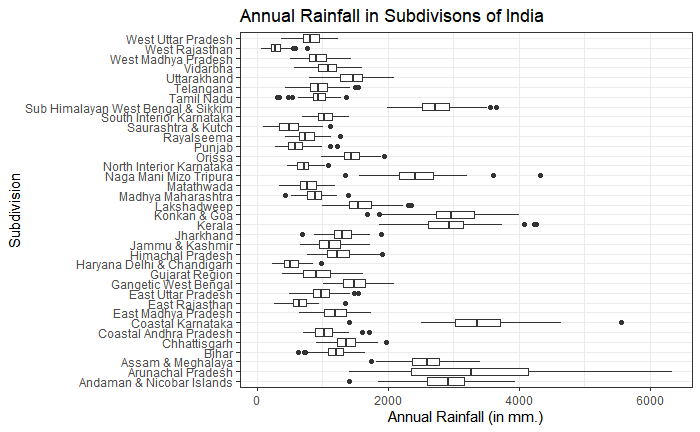 Annual Rainfall in Subdivisons of India
West Uttar Pradesh
West Rajasthan
West Madhya Pradesh
Vidarbha
Uttarakhand
Telangana
Tamil Nadu
Sub Himalayan West Bengal & Sikkim
South Interior Karnataka
Saurashtra & Kutch
Rayalseema
Punjab
Orissa
North Interior Karnataka
Naga Mani Mizo Tripura
Matathwada
Madhya Maharashtra
Lakshadweep
Konkan & Goa
Kerala
Jharkhand
Jammu & Kashmir
Himachal Pradesh
Haryana Delhi & Chandigarh
Gujarat Region
Gangetic West Bengal
East Uttar Pradesh
East Rajasthan
East Madhya Pradesh
Coastal Karnataka
Coastal Andhra Pradesh
Chhattisgarh
Bihar
Assam & Meghalaya
Arunachal Pradesh
Andaman & Nicobar Islands
Subdivision
0 2000 4000 6000
Annual Rainfall (in mm.)